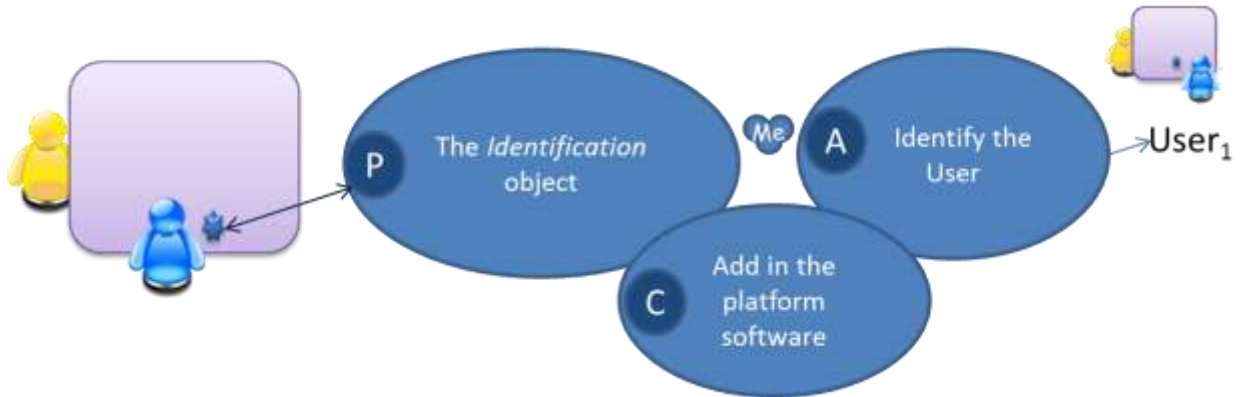 P
The Identification
object
Me
A
Identify the
User
User₁
C
Add in the
platform
software